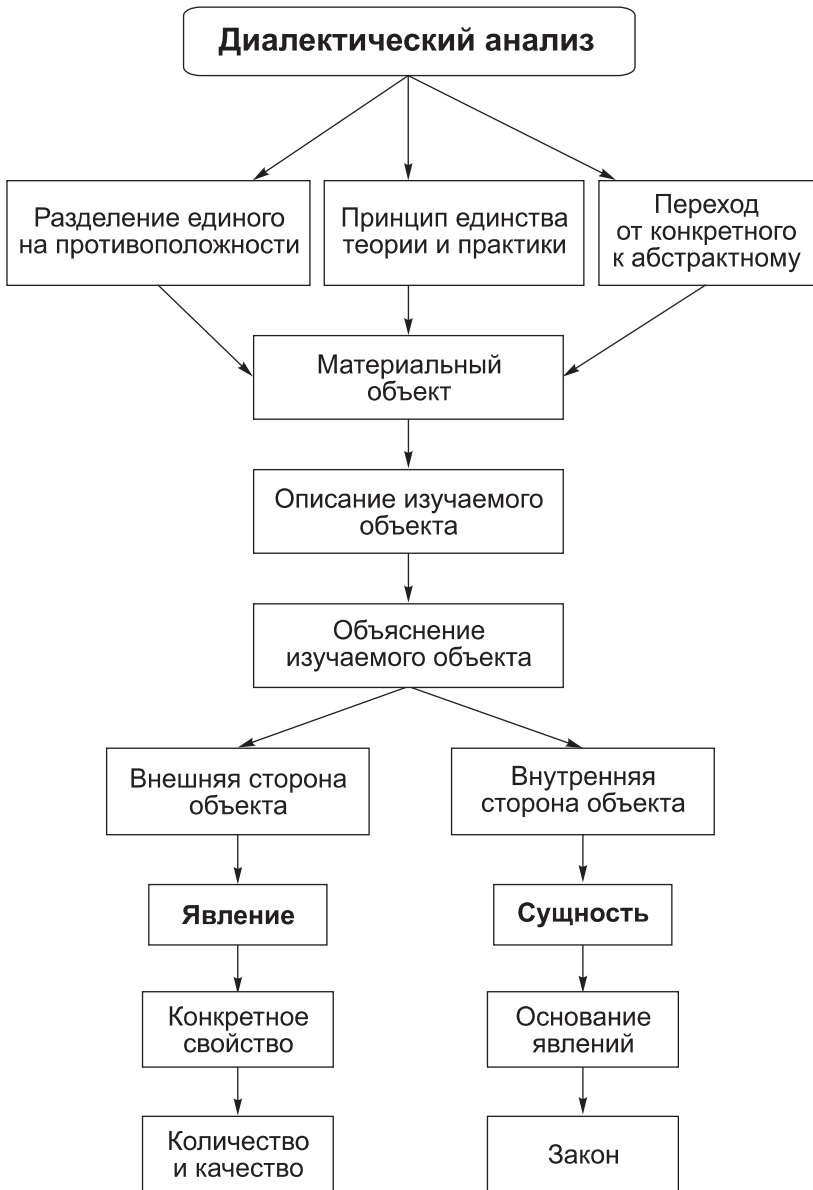 Диалектический анализ
Разделение единого
на противоположности
Принцип единства
теории и практики
Переход
от конкретного
к абстрактному
Материальный
объект
Описание изучаемого
объекта
Объяснение
изучаемого объекта
Внешняя сторона
объекта
Внутренняя
сторона объекта
Явление
Сущность
Конкретное
свойство
Основание
явлений
Количество
и качество
Закон